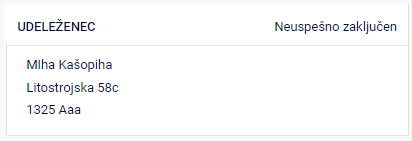 UDELEŽENEC Neuspešno zaključen
MIha Kašopiha
Litostrojska 58c
1325 Aaa